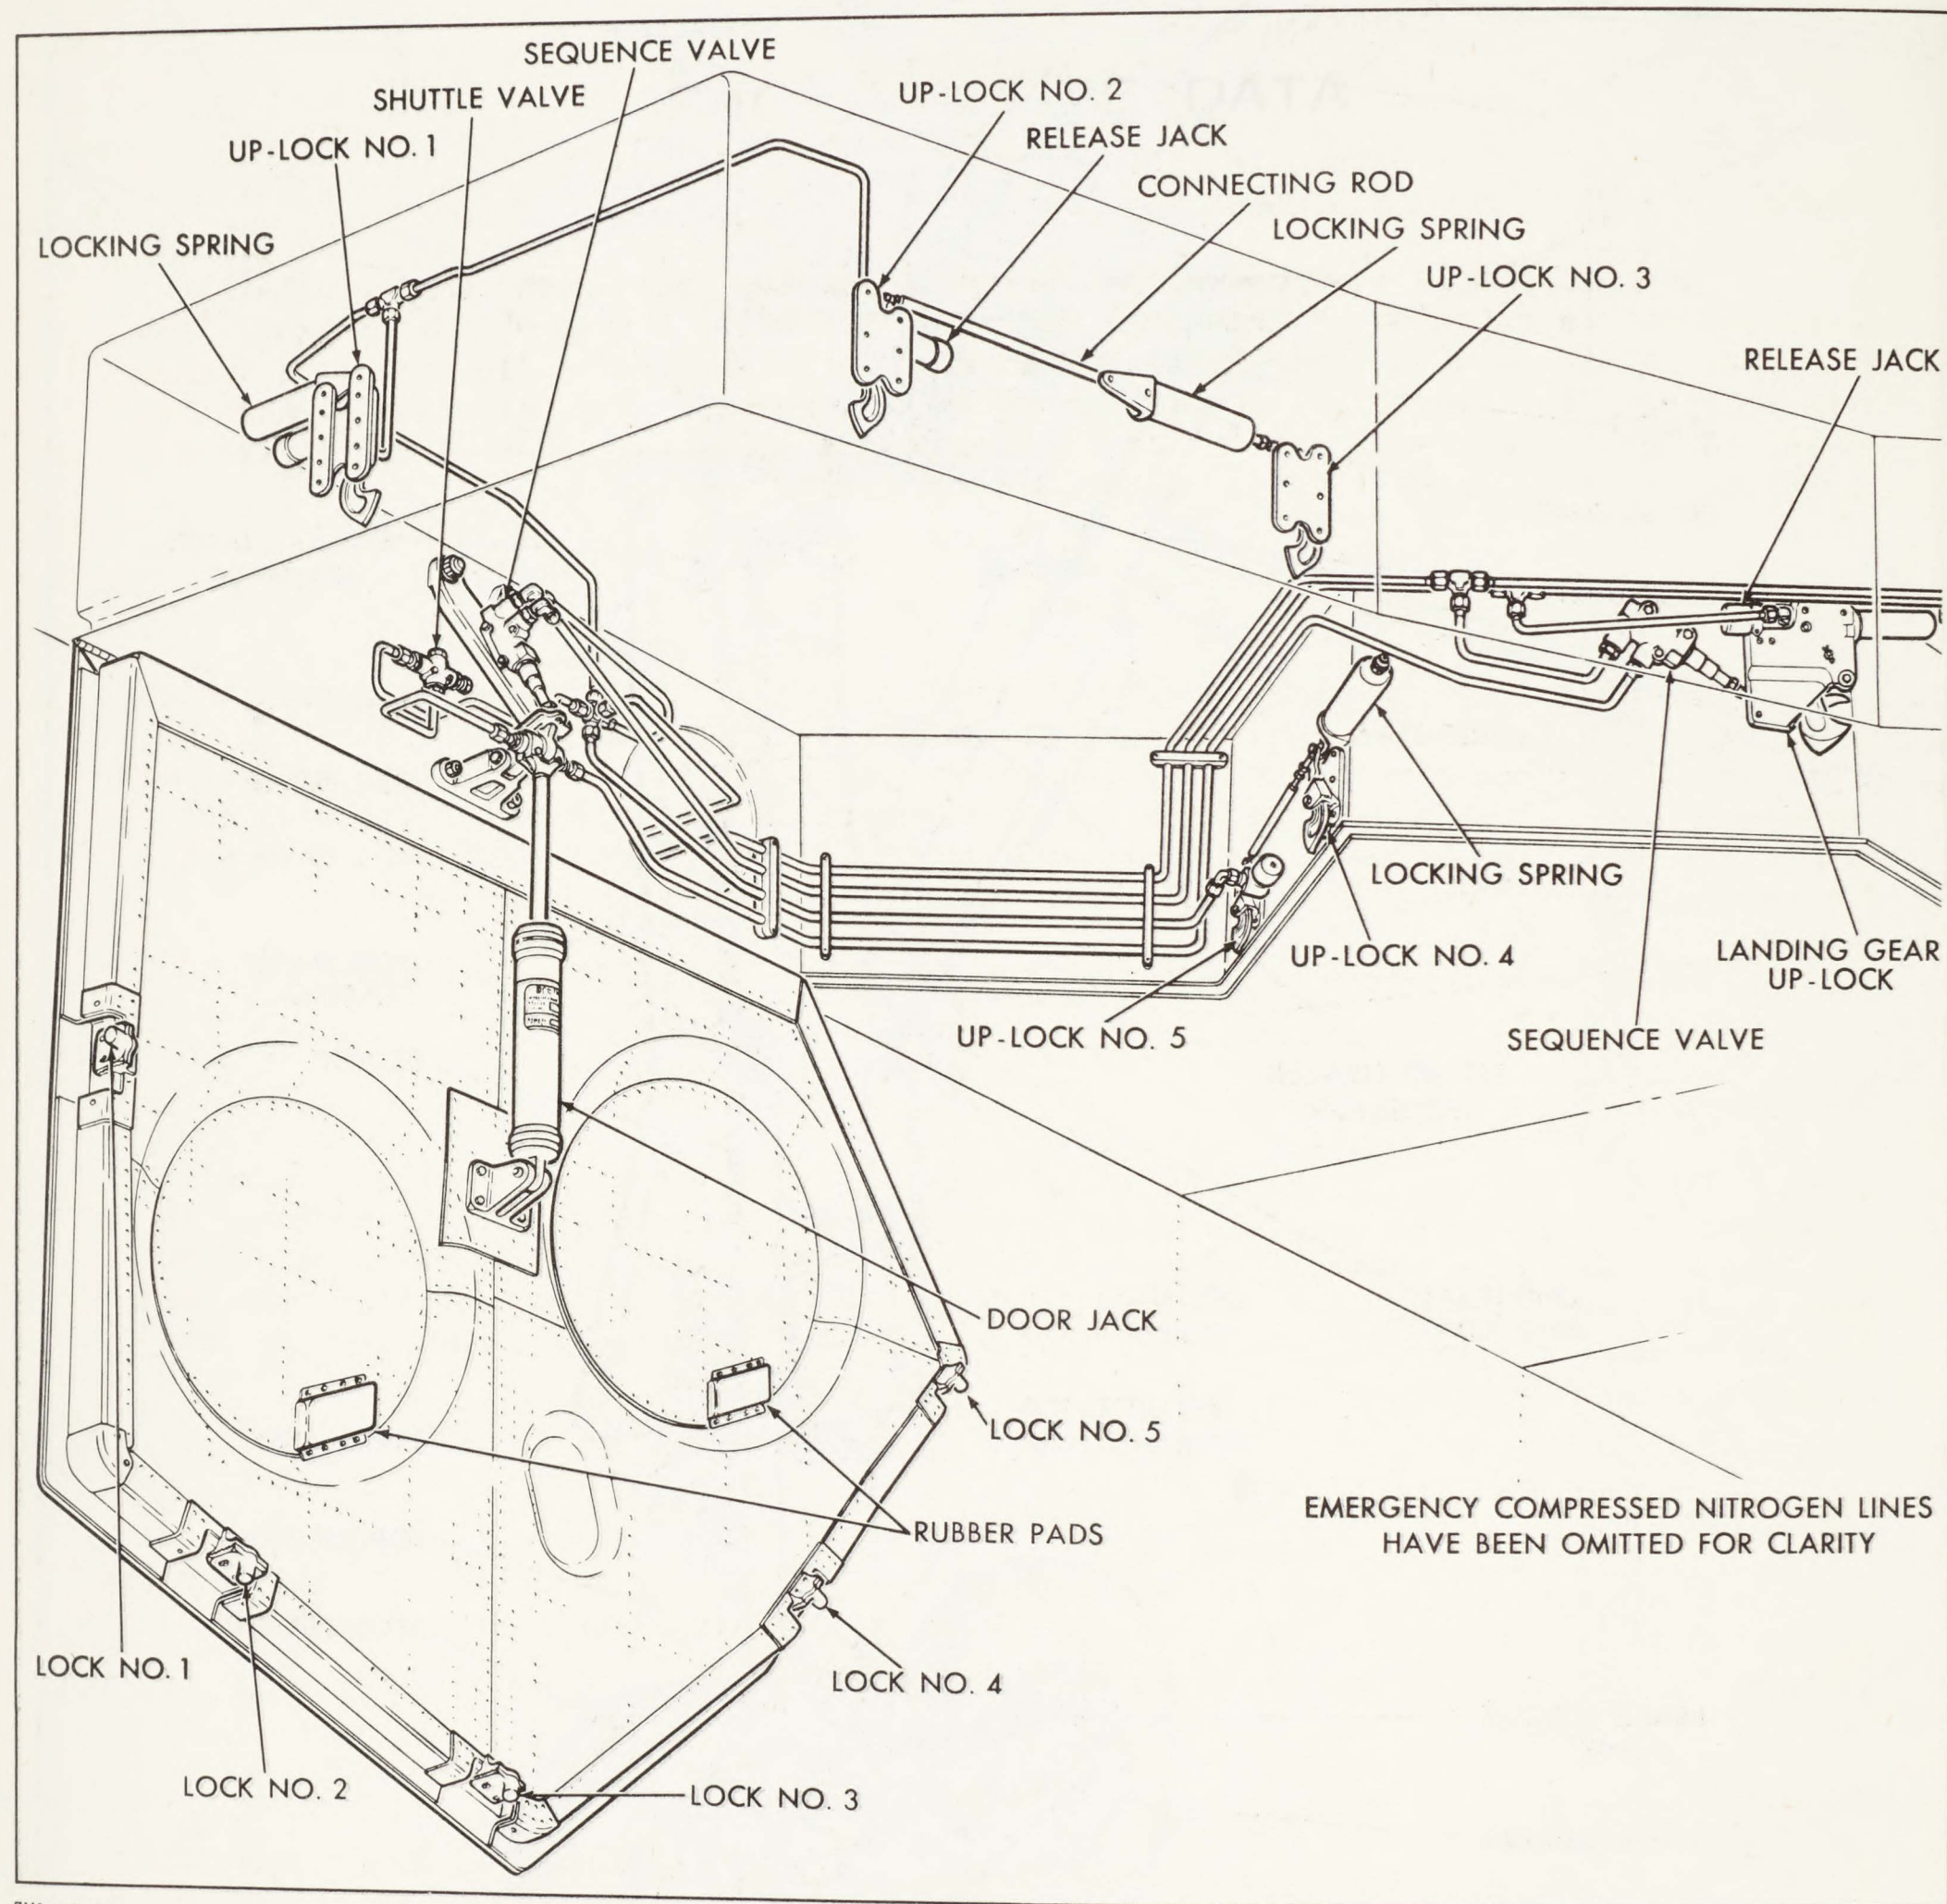 SEQUENCE VALVE
SHUTTLE VALVE
UP-LOCK NO. 1
LOCKING SPRING
UP-LOCK NO. 2
RELEASE JACK
CONNECTING ROD
LOCKING SPRING
UP-LOCK NO. 3
RELEASE JACK
LOCKING SPRING
UP-LOCK NO. 4
LANDING GEAR
UP-LOCK
UP-LOCK NO. 5
SEQUENCE VALVE
DOOR JACK
LOCK NO. 5
RUBBER PADS
EMERGENCY COMPRESSED NITROGEN LINES
HAVE BEEN OMITTED FOR CLARITY
LOCK NO. 1
LOCK NO. 4
LOCK NO. 2
LOCK NO. 3